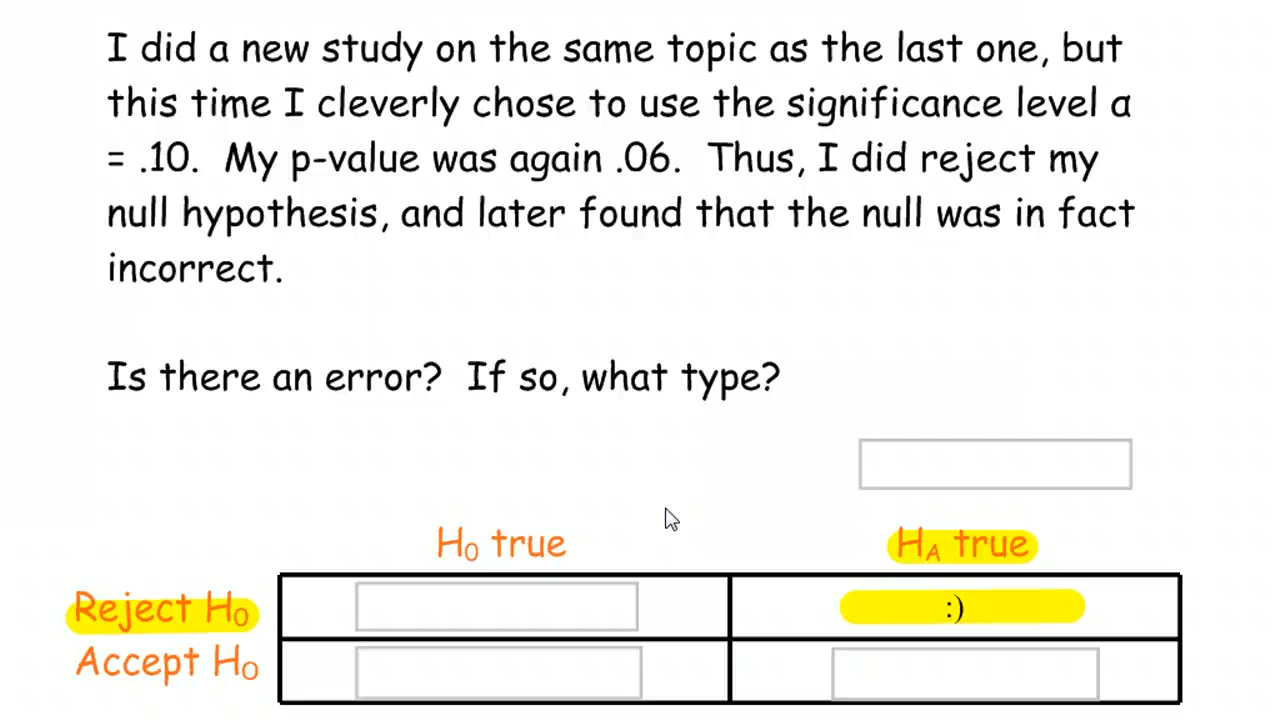 I did a new study on the same topic as the last one, but
this time I cleverly chose to use the significance level α
= .10. My p-value was again .06. Thus, I did reject my
null hypothesis, and later found that the null was in fact
incorrect.
Is there an error? If so, what type?
H₀ true
H_A true
Reject H₀
:)
Accept H₀